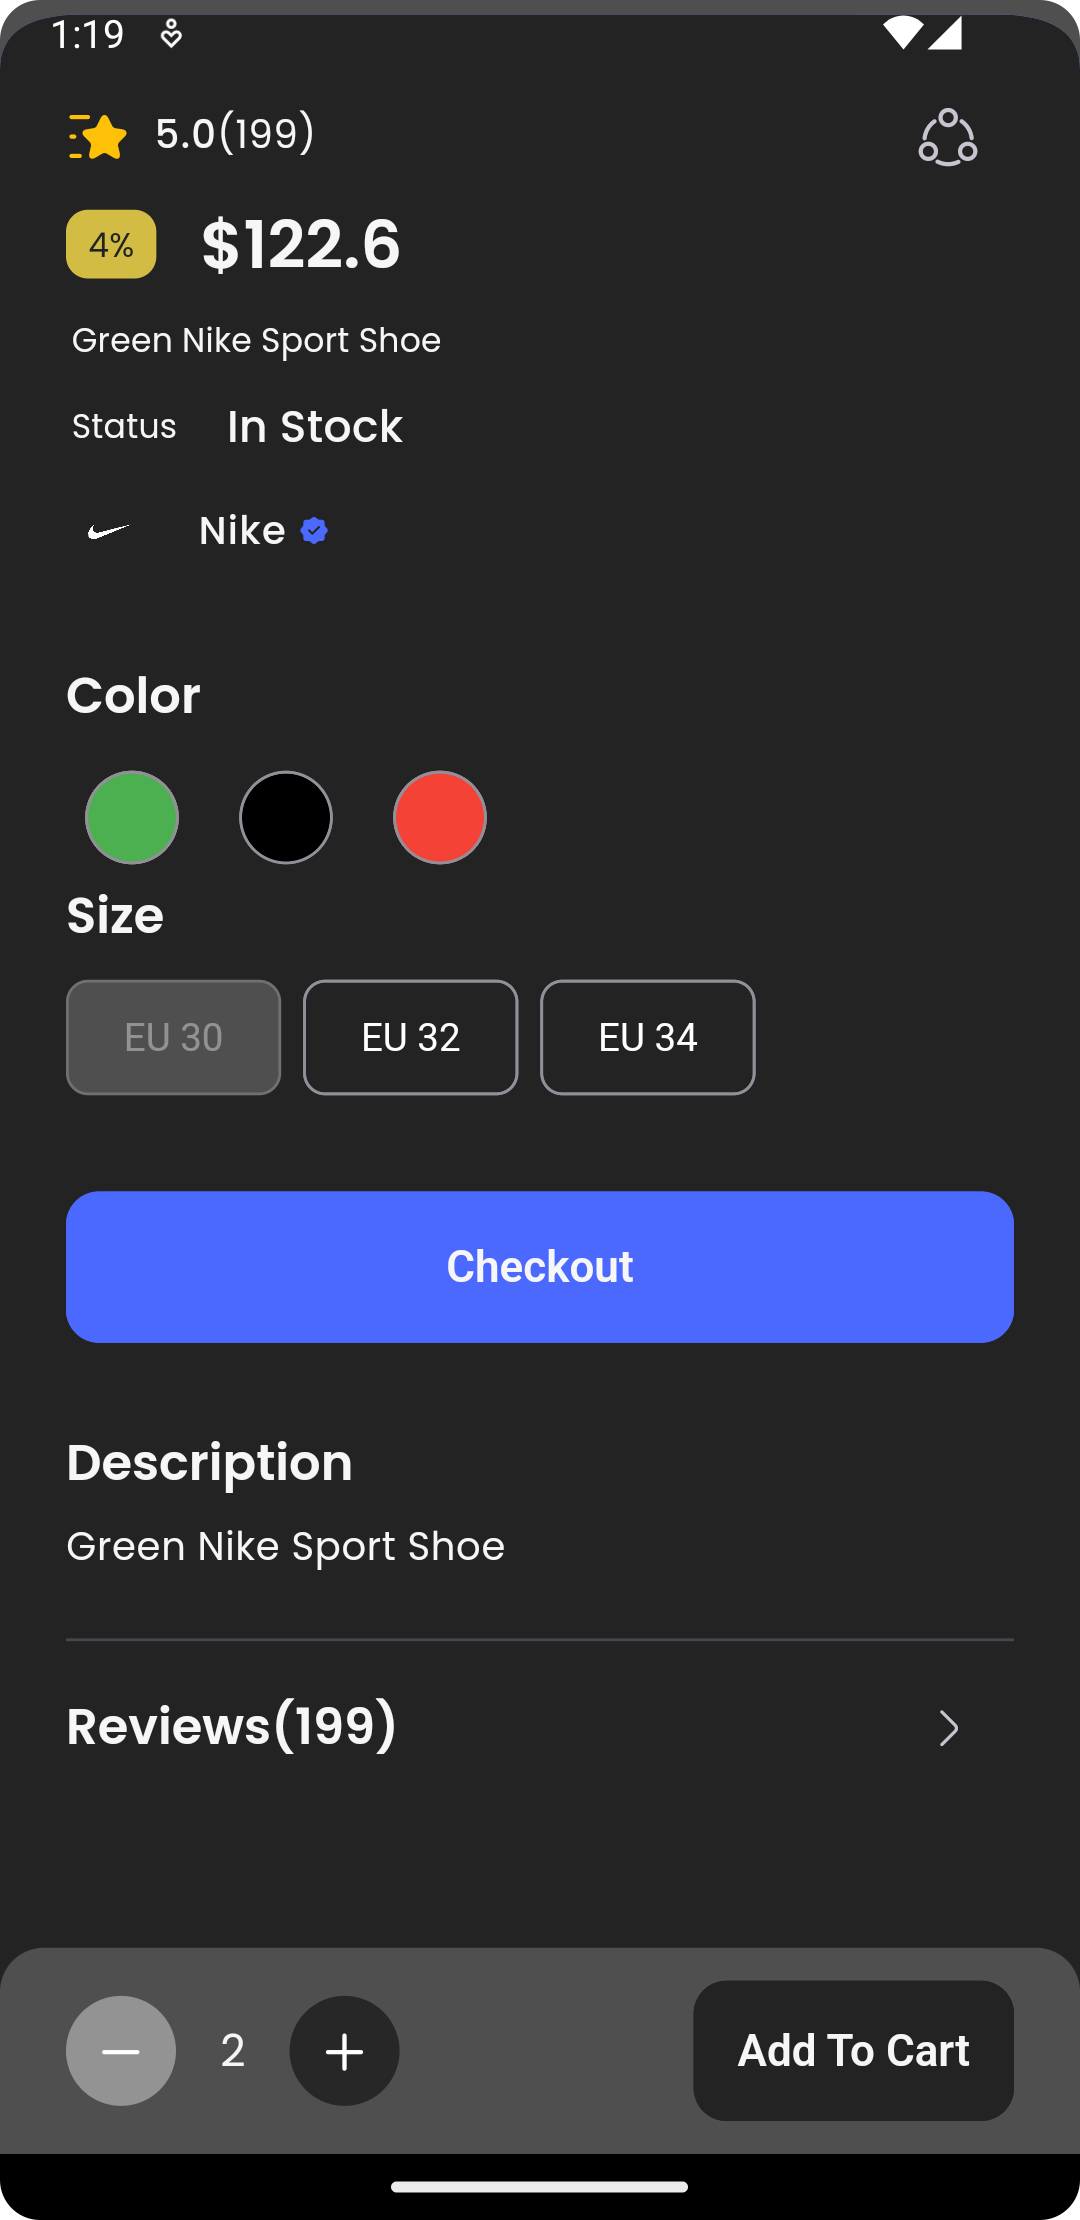 1:19
5.0(199)
4% $122.6
Green Nike Sport Shoe
Status In Stock
Nike
Color
Size
EU 30 EU 32 EU 34
Checkout
Description
Green Nike Sport Shoe
Reviews(199)
2 Add To Cart